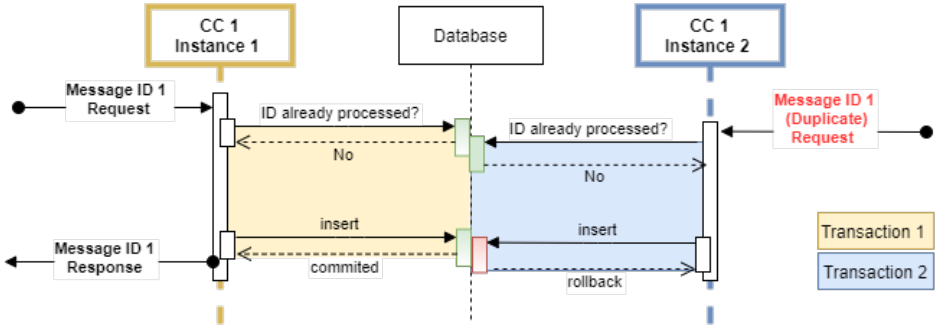 CC 1
Instance 1
Database
CC 1
Instance 2
Message ID 1
Request
ID already processed?
No
ID already processed?
No
Message ID 1
(Duplicate)
Request
insert
commited
insert
rollback
Message ID 1
Response
Transaction 1
Transaction 2